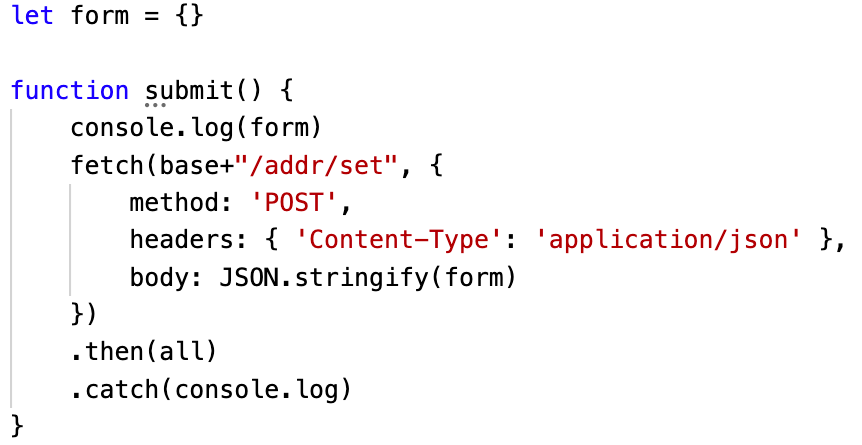 let form = {}

function submit() {
    console.log(form)
    fetch(base+"/addr/set", {
        method: 'POST',
        headers: { 'Content-Type': 'application/json' },
        body: JSON.stringify(form)
    })
    .then(all)
    .catch(console.log)
}